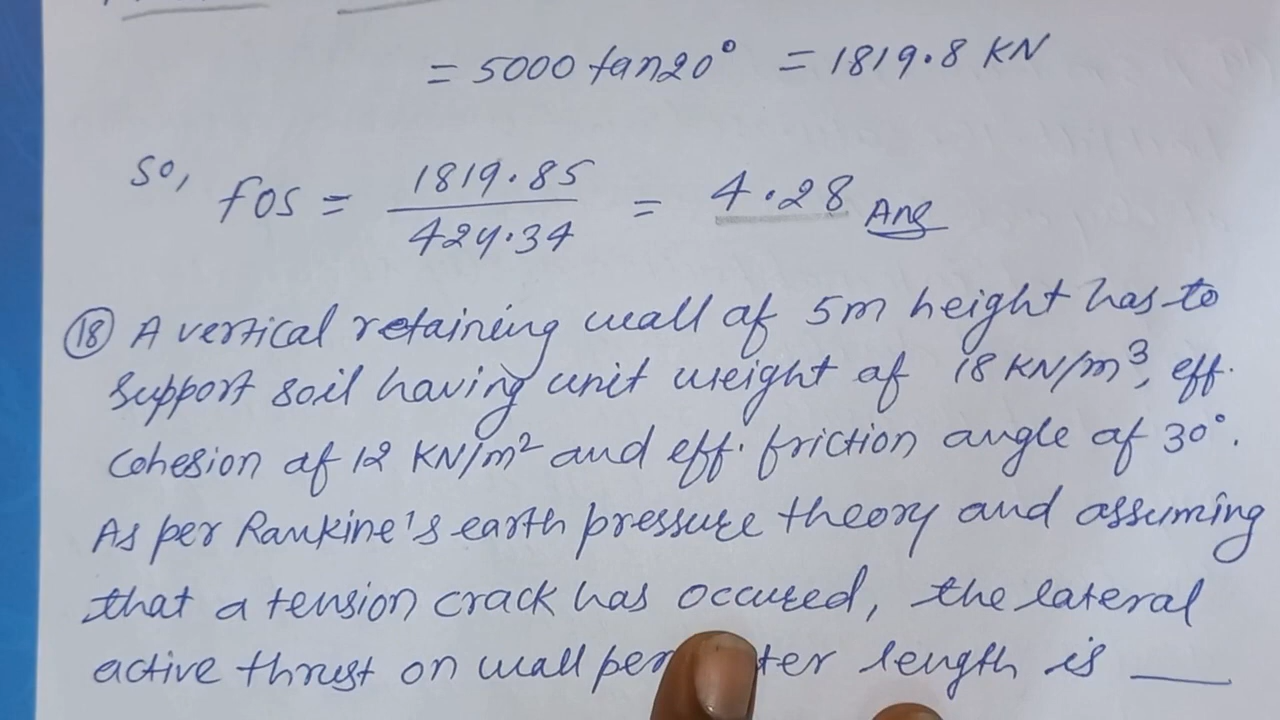 = 5000 tan20° = 1819.8 KN
So, fos = 1819.85 / 424.34 = 4.28 Ans
(18) A vertical retaining wall of 5m height has to
support soil having unit weight of 18 KN/m³, eff.
cohesion of 12 KN/m² and eff. friction angle of 30°.
As per Rankine's earth pressure theory and assuming
that a tension crack has occured, the lateral
active thrust on wall per ter length is ___